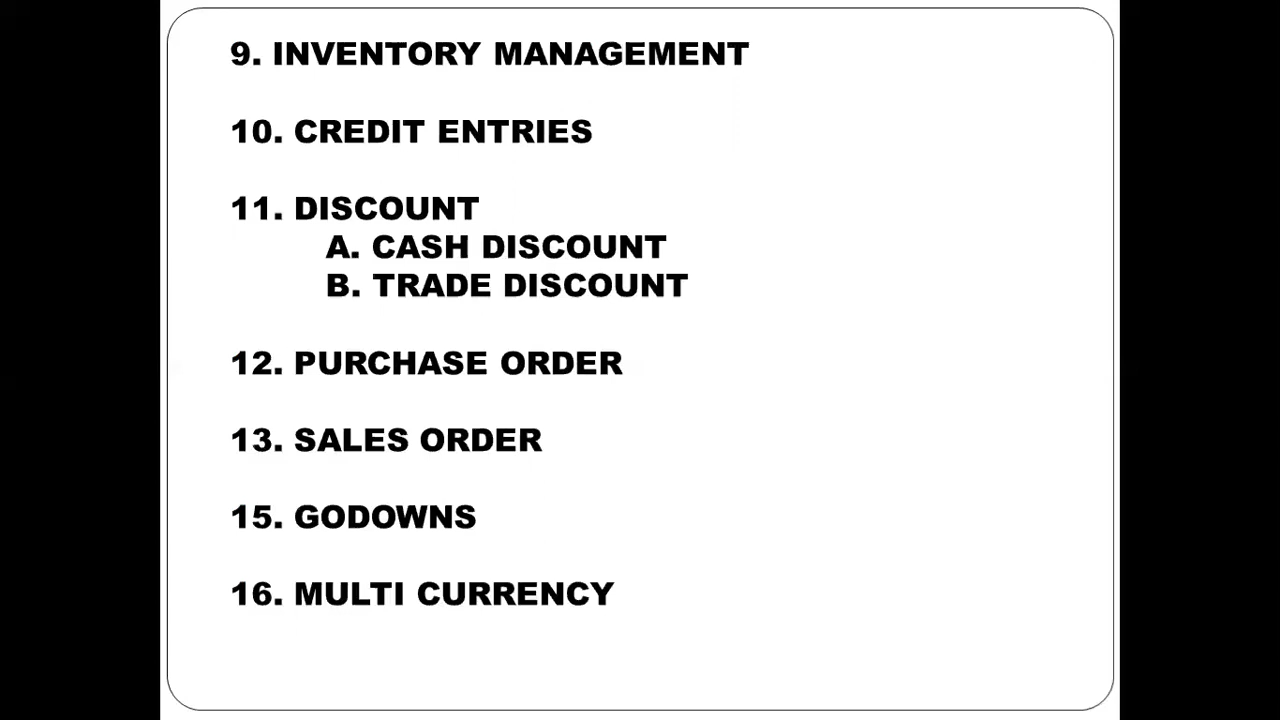 9. INVENTORY MANAGEMENT
10. CREDIT ENTRIES
11. DISCOUNT
A. CASH DISCOUNT
B. TRADE DISCOUNT
12. PURCHASE ORDER
13. SALES ORDER
15. GODOWNS
16. MULTI CURRENCY